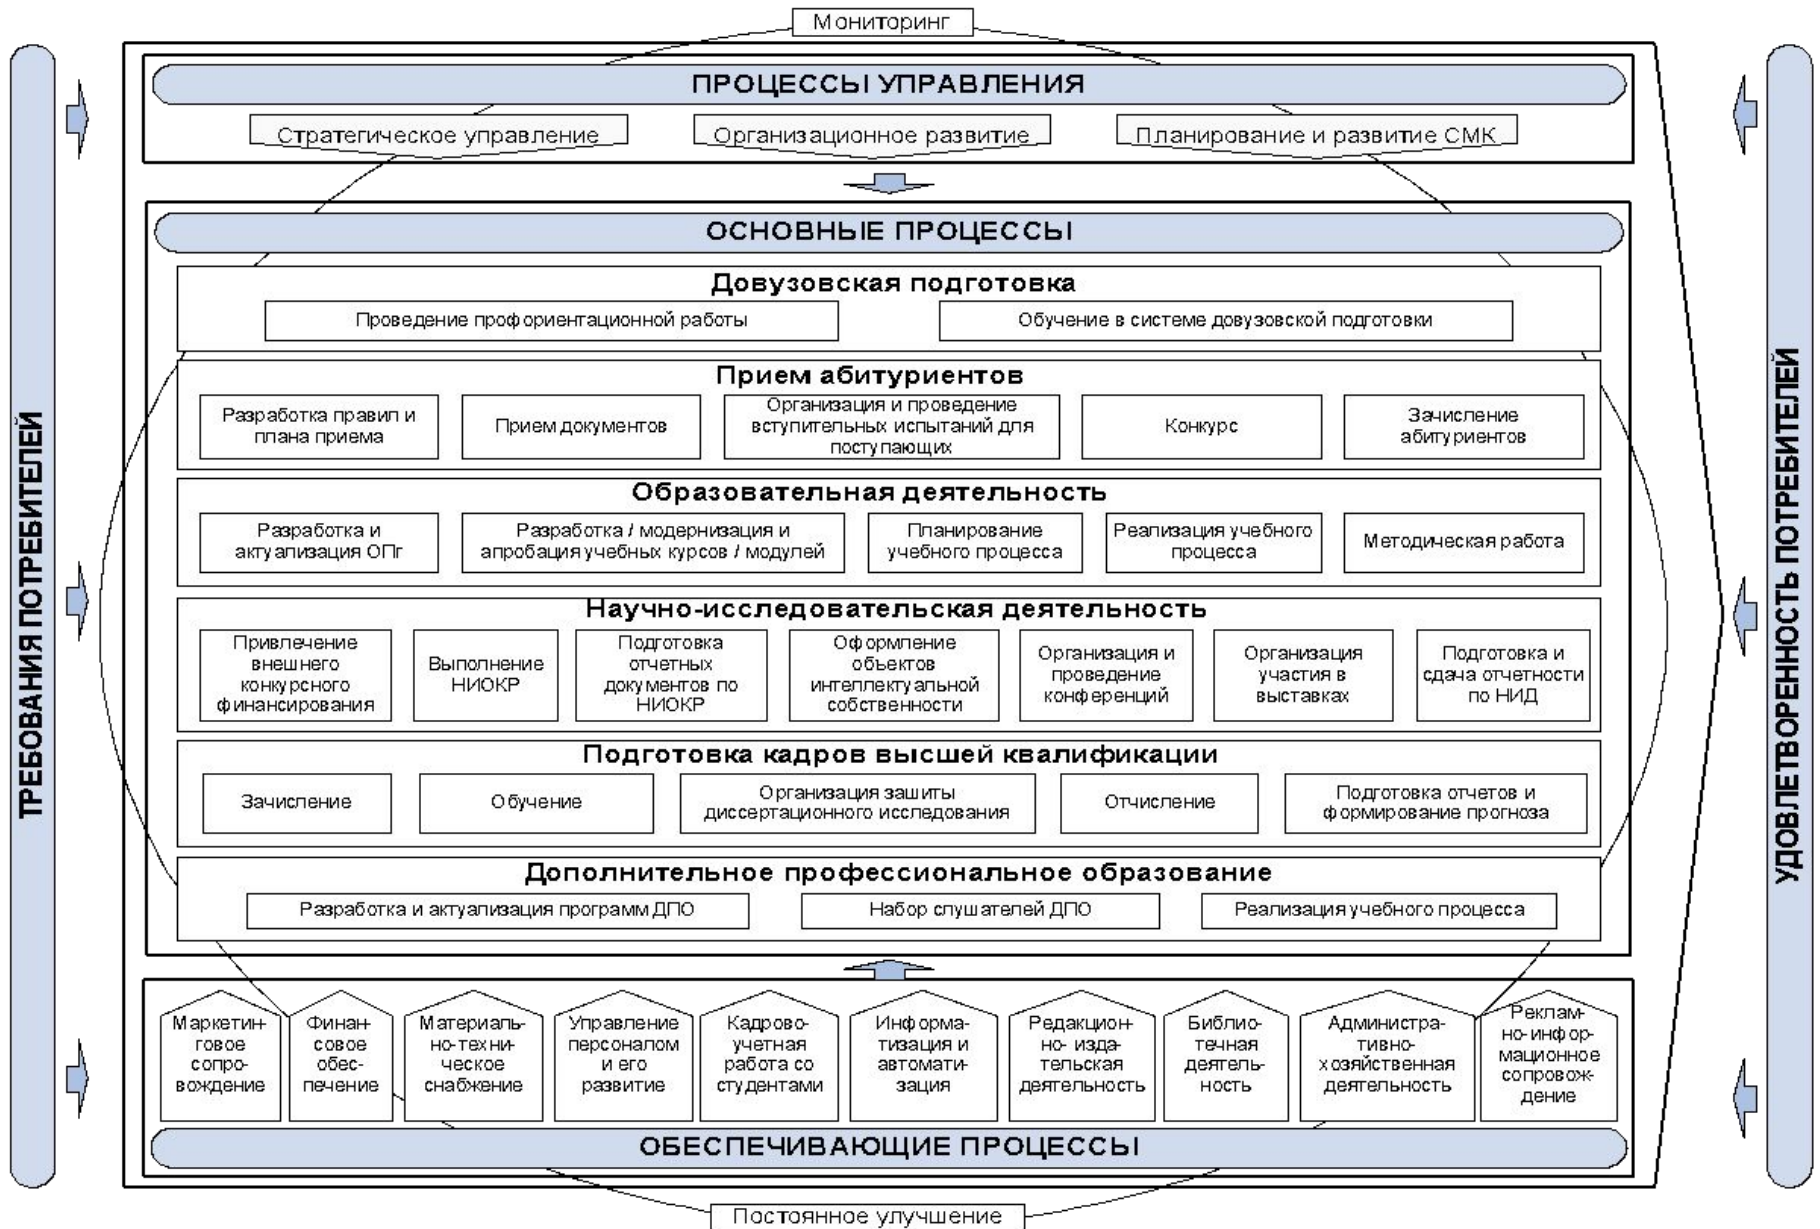 Мониторинг
ТРЕБОВАНИЯ ПОТРЕБИТЕЛЕЙ
ПРОЦЕССЫ УПРАВЛЕНИЯ
Стратегическое управление
Организационное развитие
Планирование и развитие СМК
ОСНОВНЫЕ ПРОЦЕССЫ
Довузовская подготовка
Проведение профориентационной работы
Обучение в системе довузовской подготовки
Прием абитуриентов
Разработка правил и
плана приема
Прием документов
Организация и проведение
вступительных испытаний для
поступающих
Конкурс
Зачисление
абитуриентов
Образовательная деятельность
Разработка и
актуализация ОПг
Разработка / модернизация и
апробация учебных курсов / модулей
Планирование
учебного процесса
Реализация учебного
процесса
Методическая работа
Научно-исследовательская деятельность
Привлечение
внешнего
конкурсного
финансирования
Выполнение
НИОКР
Подготовка
отчетных
документов по
НИОКР
Оформление
объектов
интеллектуальной
собственности
Организация и
проведение
конференций
Организация
участия в
выставках
Подготовка и
сдача отчетности
по НИД
Подготовка кадров высшей квалификации
Зачисление
Обучение
Организация зашиты
диссертационного исследования
Отчисление
Подготовка отчетов и
формирование прогноза
Дополнительное профессиональное образование
Разработка и актуализация программ ДПО
Набор слушателей ДПО
Реализация учебного процесса
Маркетин-
говое
сопро-
вождение
Финан-
совое
обес-
печение
Материаль-
но-техни-
ческое
снабжение
Управление
персоналом
и его
развитие
Кадрово-
учетная
работа со
студентами
Информа-
тизация и
автомати-
зация
Редакцион-
но- изда-
тельская
деятельность
Библио-
течная
деятель-
ность
Администра-
тивно-
хозяйственная
деятельность
Реклам-
но-инфор-
мационное
сопровож-
дение
ОБЕСПЕЧИВАЮЩИЕ ПРОЦЕССЫ
УДОВЛЕТВОРЕННОСТЬ ПОТРЕБИТЕЛЕЙ
Постоянное улучшение